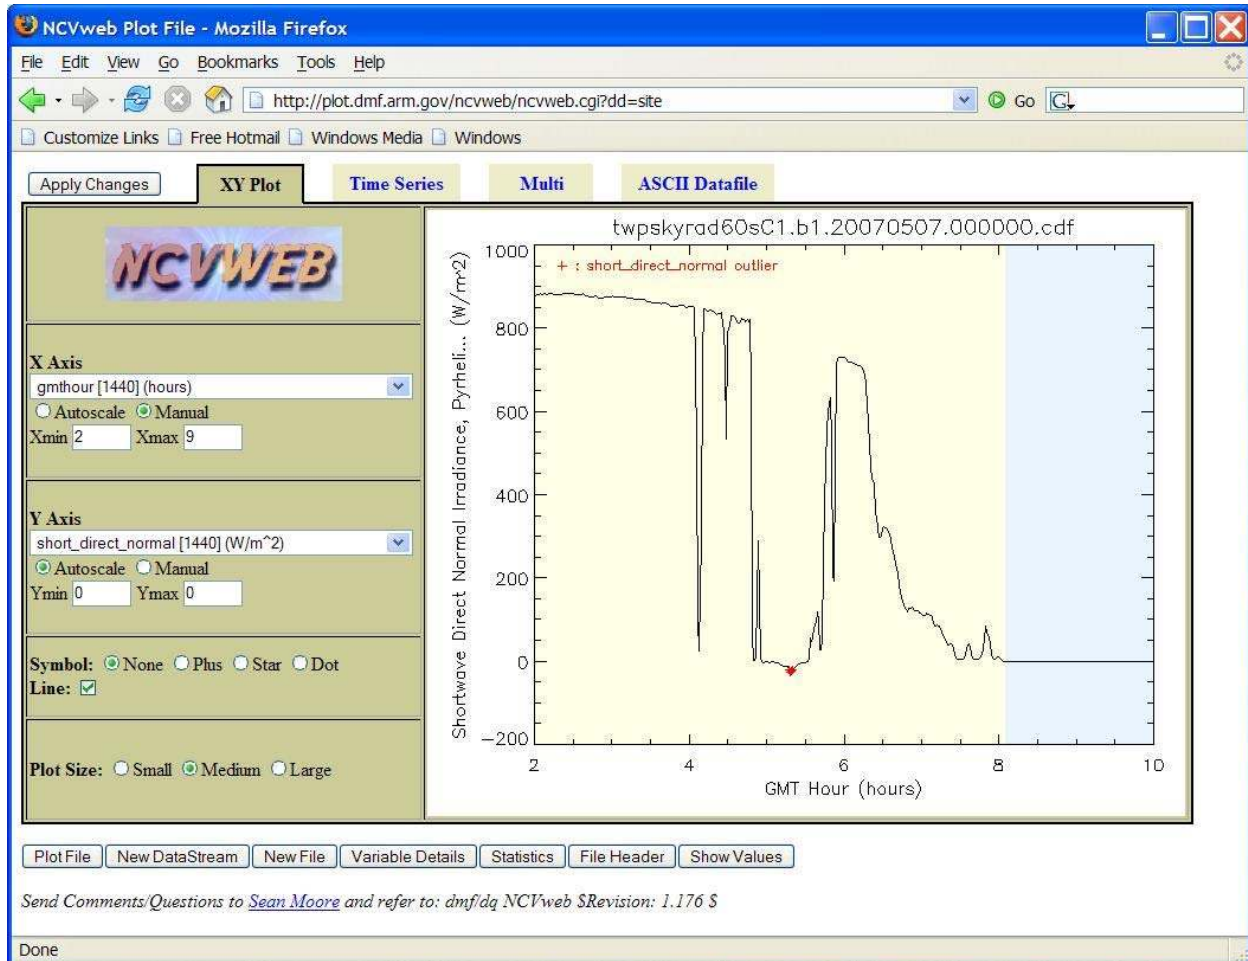 NCVweb Plot File - Mozilla Firefox
File Edit View Go Bookmarks Tools Help
http://plot.dmf.arm.gov/ncvweb/ncvweb.cgi?dd=site Go G
Customize Links Free Hotmail Windows Media Windows
Apply Changes XY Plot Time Series Multi ASCII Datafile
NCVWEB
X Axis
gmthour [1440] (hours)
Autoscale Manual
Xmin 2 Xmax 9
Y Axis
short_direct_normal [1440] (W/m^2)
Autoscale Manual
Ymin 0 Ymax 0
Symbol: None Plus Star Dot
Line:
Plot Size: Small Medium Large
twpskyrad60sC1.b1.20070507.000000.cdf
+ : short_direct_normal outlier
Shortwave Direct Normal Irradiance, Pyrheli... (W/m^2)
1000
800
600
400
200
0
-200
2 4 6 8 10
GMT Hour (hours)
Plot File New DataStream New File Variable Details Statistics File Header Show Values
Send Comments/Questions to Sean Moore and refer to: dmf/dq NCVweb $Revision: 1.176 $
Done